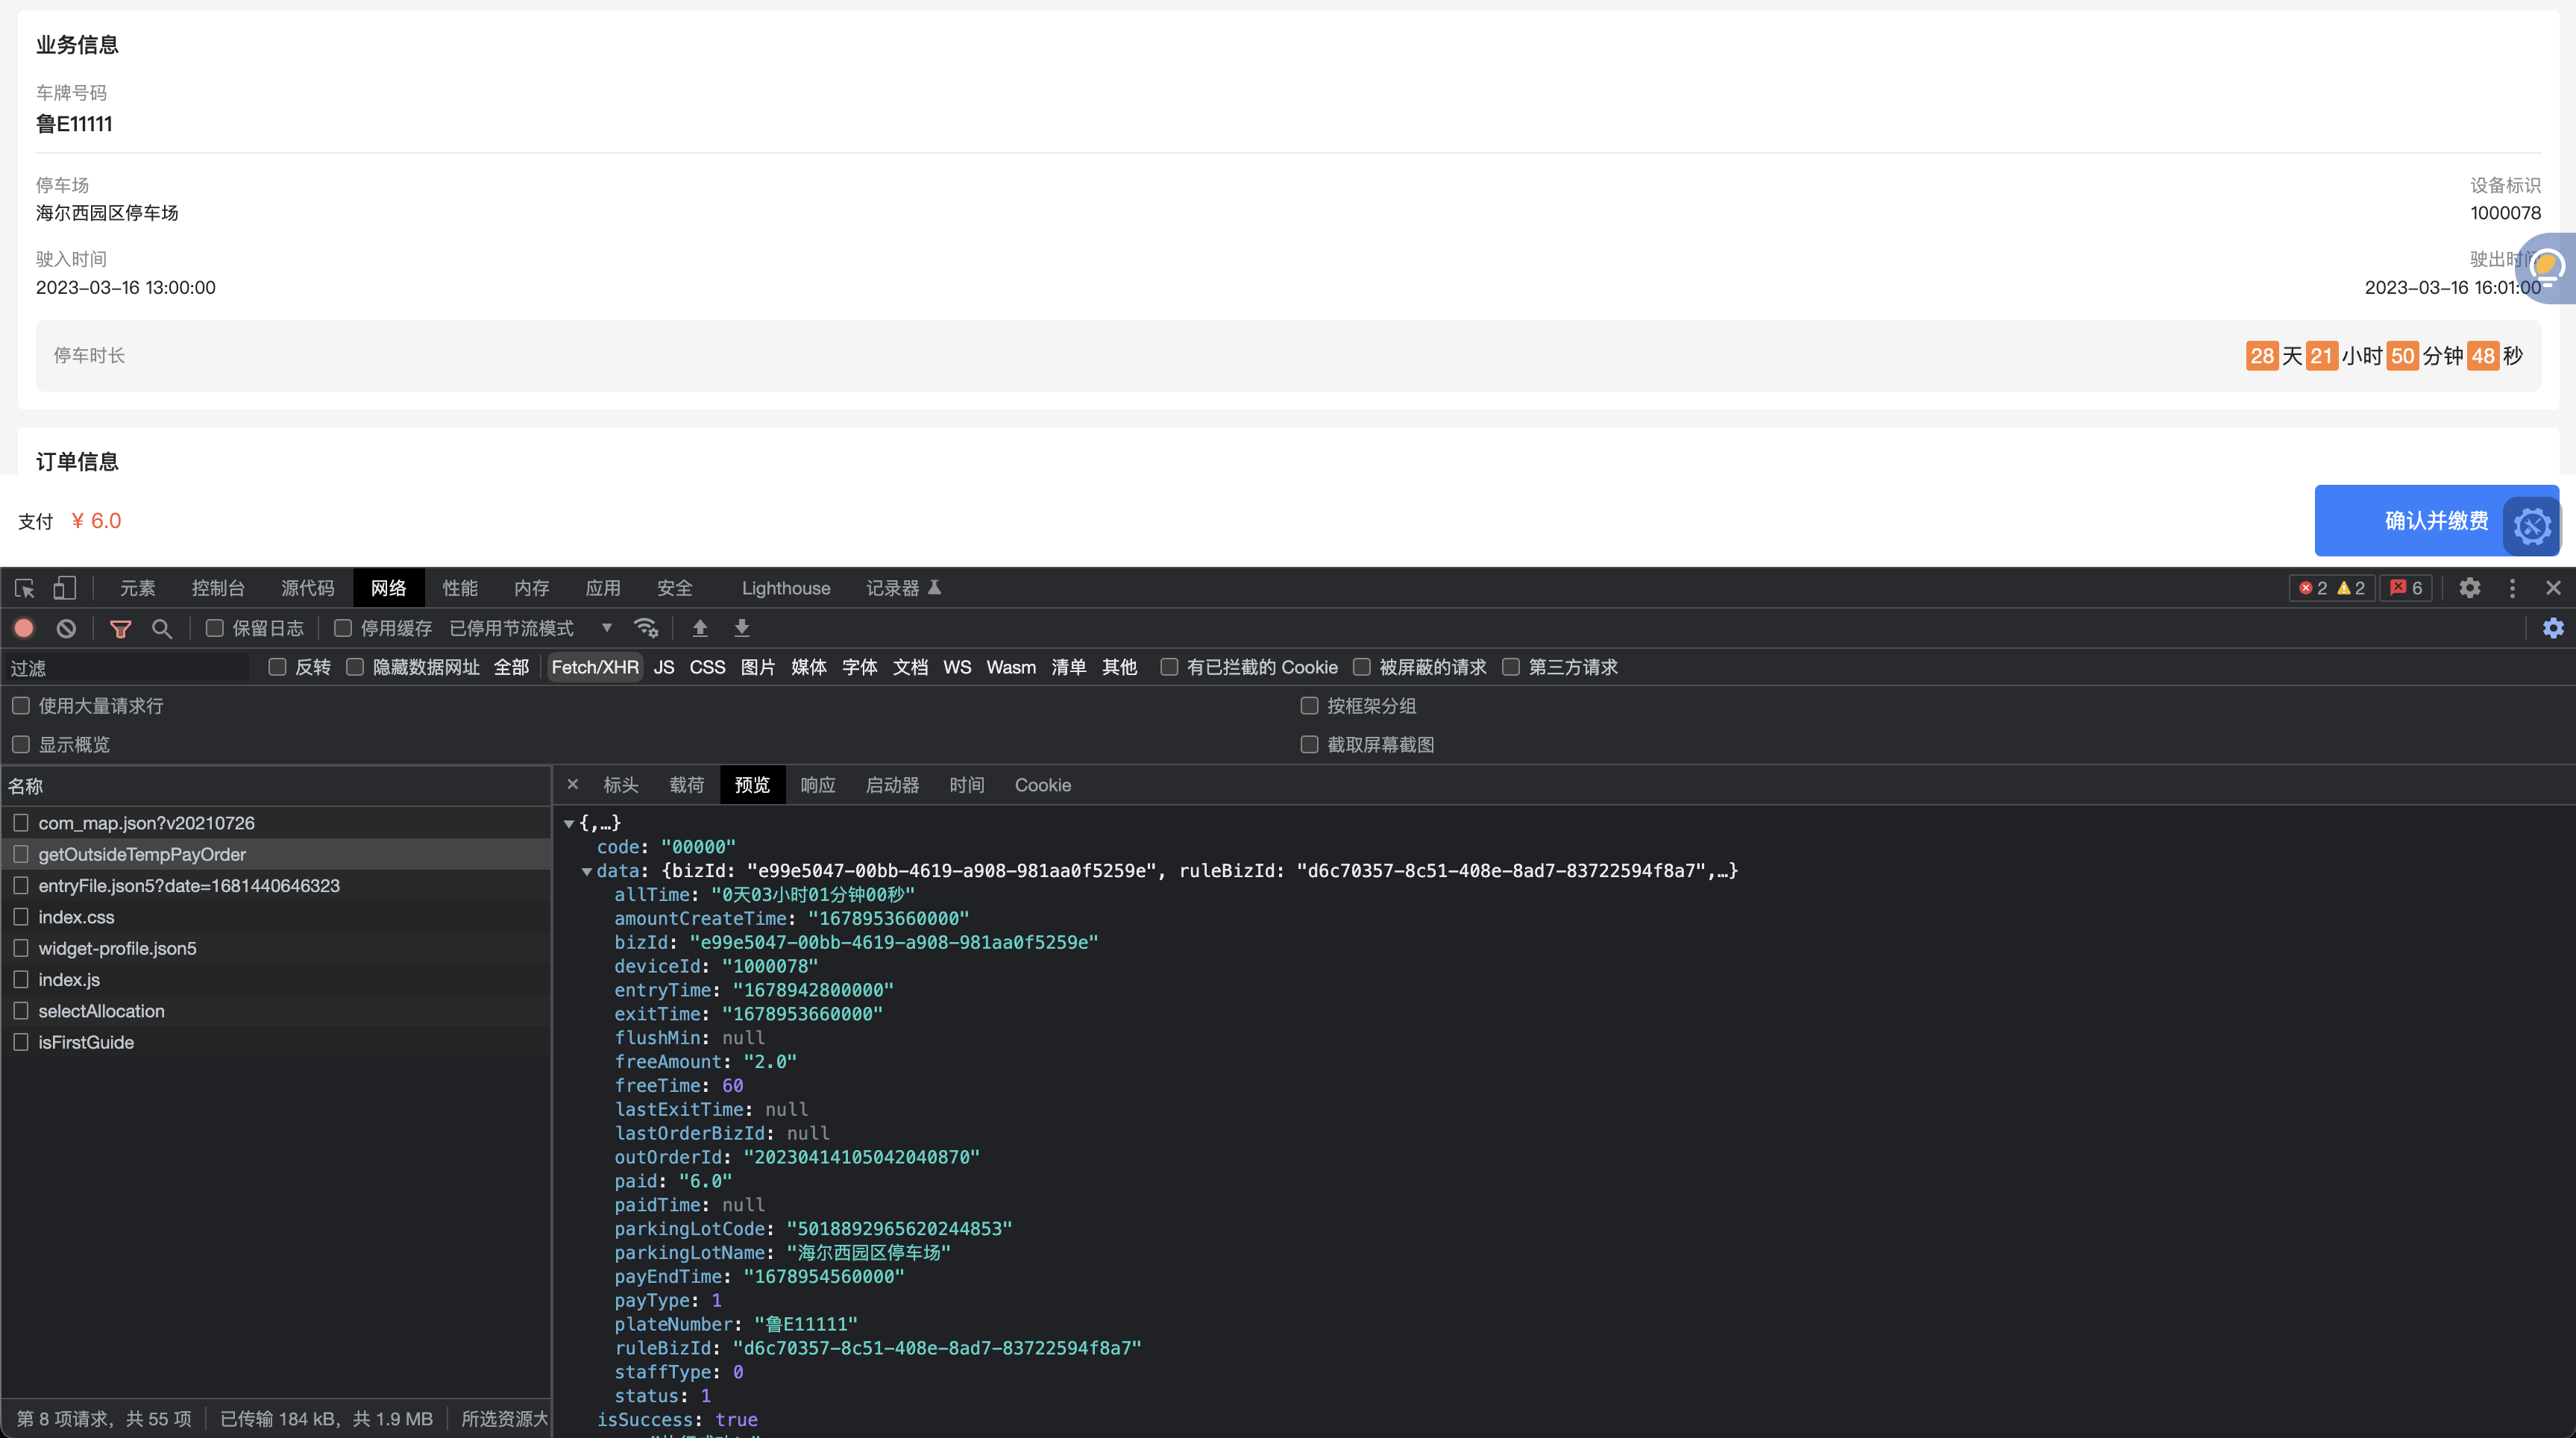 业务信息
车牌号码
鲁E11111
停车场 设备标识
海尔西园区停车场 1000078
驶入时间 驶出时间
2023-03-16 13:00:00 2023-03-16 16:01:00
停车时长 28 天 21 小时 50 分钟 48 秒
订单信息
支付 ¥ 6.0 确认并缴费
元素 控制台 源代码 网络 性能 内存 应用 安全 Lighthouse 记录器 2 2 6
保留日志 停用缓存 已停用节流模式
过滤 反转 隐藏数据网址 全部 Fetch/XHR JS CSS 图片 媒体 字体 文档 WS Wasm 清单 其他 有已拦截的 Cookie 被屏蔽的请求 第三方请求
使用大量请求行 按框架分组
显示概览 截取屏幕截图
名称
com_map.json?v20210726
getOutsideTempPayOrder
entryFile.json5?date=1681440646323
index.css
widget-profile.json5
index.js
selectAllocation
isFirstGuide
第 8 项请求，共 55 项 已传输 184 kB，共 1.9 MB 所选资源大
× 标头 载荷 预览 响应 启动器 时间 Cookie
{,…}
code: "00000"
data: {bizId: "e99e5047-00bb-4619-a908-981aa0f5259e", ruleBizId: "d6c70357-8c51-408e-8ad7-83722594f8a7",…}
allTime: "0天03小时01分钟00秒"
amountCreateTime: "1678953660000"
bizId: "e99e5047-00bb-4619-a908-981aa0f5259e"
deviceId: "1000078"
entryTime: "1678942800000"
exitTime: "1678953660000"
flushMin: null
freeAmount: "2.0"
freeTime: 60
lastExitTime: null
lastOrderBizId: null
outOrderId: "20230414105042040870"
paid: "6.0"
paidTime: null
parkingLotCode: "5018892965620244853"
parkingLotName: "海尔西园区停车场"
payEndTime: "1678954560000"
payType: 1
plateNumber: "鲁E11111"
ruleBizId: "d6c70357-8c51-408e-8ad7-83722594f8a7"
staffType: 0
status: 1
isSuccess: true